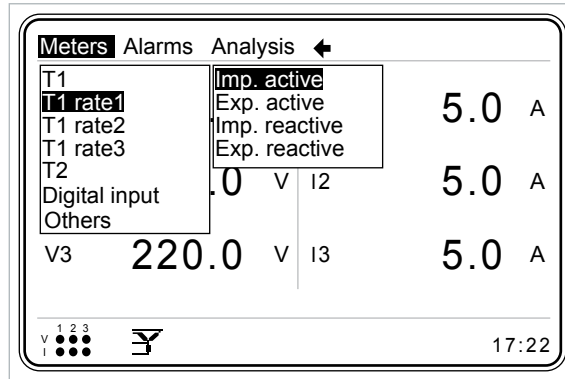 Meters Alarms Analysis
T1
T1 rate1
T1 rate2
T1 rate3
T2
Digital input
Others
Imp. active
Exp. active
Imp. reactive
Exp. reactive
5.0 A
.0 V I2 5.0 A
V3 220.0 V I3 5.0 A
1 2 3
V
I
17:22